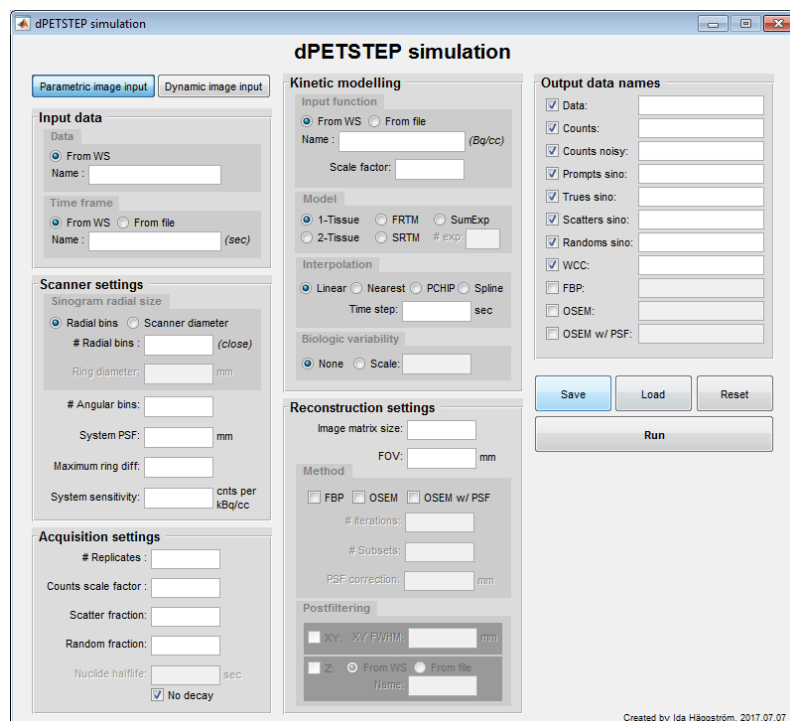 dPETSTEP simulation
dPETSTEP simulation
Parametric image input
Dynamic image input
Input data
Data
From WS
Name :
Time frame
From WS
From file
Name :
(sec)
Scanner settings
Sinogram radial size
Radial bins
Scanner diameter
# Radial bins :
(close)
Ring diameter:
mm
# Angular bins:
System PSF:
mm
Maximum ring diff:
System sensitivity:
cnts per
kBq/cc
Acquisition settings
# Replicates :
Counts scale factor :
Scatter fraction:
Random fraction:
Nuclide halflife:
sec
No decay
Kinetic modelling
Input function
From WS
From file
Name :
(Bq/cc)
Scale factor:
Model
1-Tissue
FRTM
SumExp
2-Tissue
SRTM
# exp:
Interpolation
Linear
Nearest
PCHIP
Spline
Time step:
sec
Biologic variability
None
Scale:
Reconstruction settings
Image matrix size:
FOV:
mm
Method
FBP
OSEM
OSEM w/ PSF
# Iterations:
# Subsets:
PSF correction:
mm
Postfiltering
XY:
XY FWHM:
mm
Z:
From WS
From file
Name:
Output data names
Data:
Counts:
Counts noisy:
Prompts sino:
Trues sino:
Scatters sino:
Randoms sino:
WCC:
FBP:
OSEM:
OSEM w/ PSF:
Save
Load
Reset
Run
Created by Ida Häggström, 2017.07.07